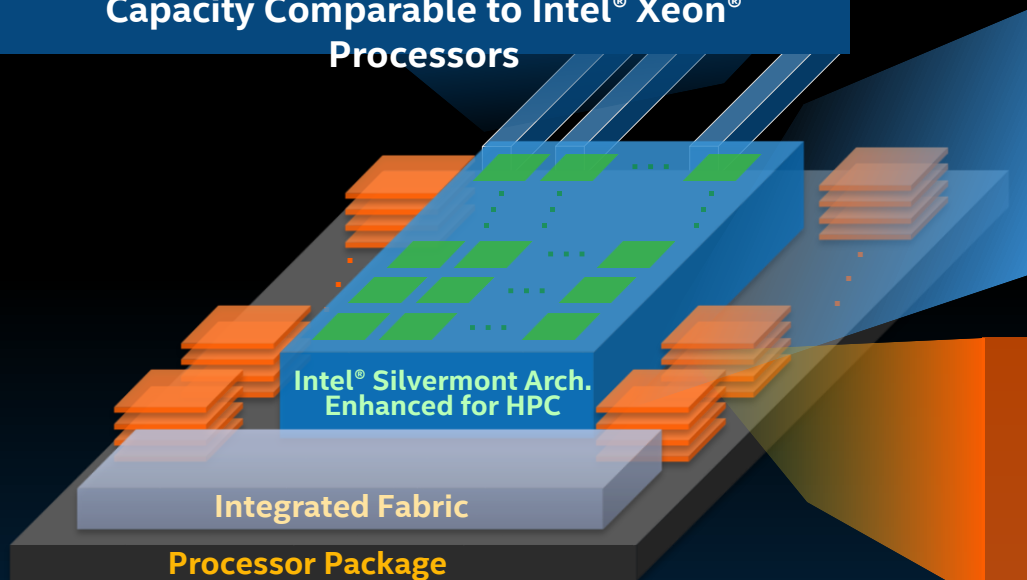 Capacity Comparable to Intel® Xeon®
Processors
Intel® Silvermont Arch.
Enhanced for HPC
Integrated Fabric
Processor Package